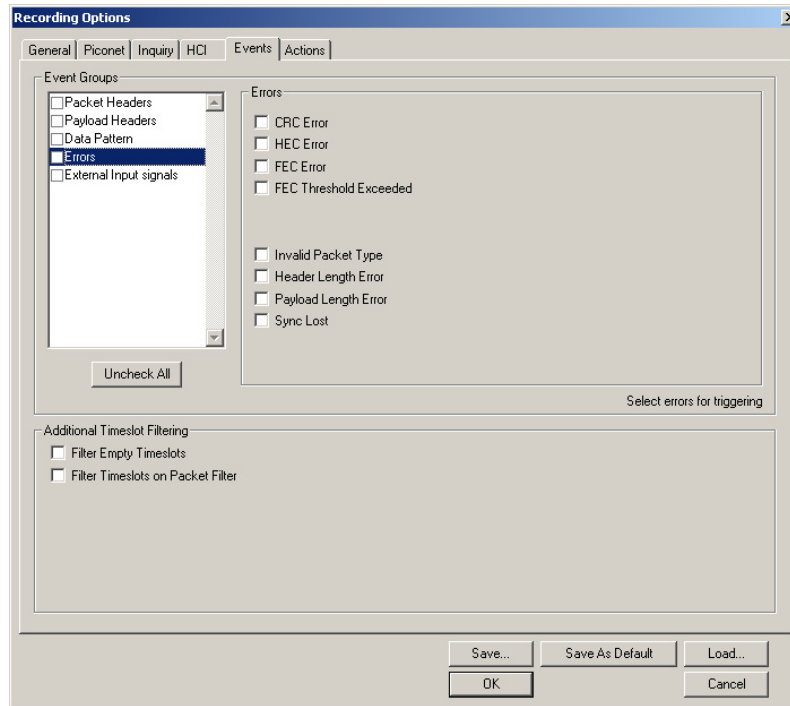 Recording Options
General Piconet Inquiry HCI Events Actions
Event Groups
Packet Headers
Payload Headers
Data Pattern
Errors
External Input signals
Uncheck All
Errors
CRC Error
HEC Error
FEC Error
FEC Threshold Exceeded
Invalid Packet Type
Header Length Error
Payload Length Error
Sync Lost
Select errors for triggering
Additional Timeslot Filtering
Filter Empty Timeslots
Filter Timeslots on Packet Filter
Save... Save As Default Load...
OK Cancel